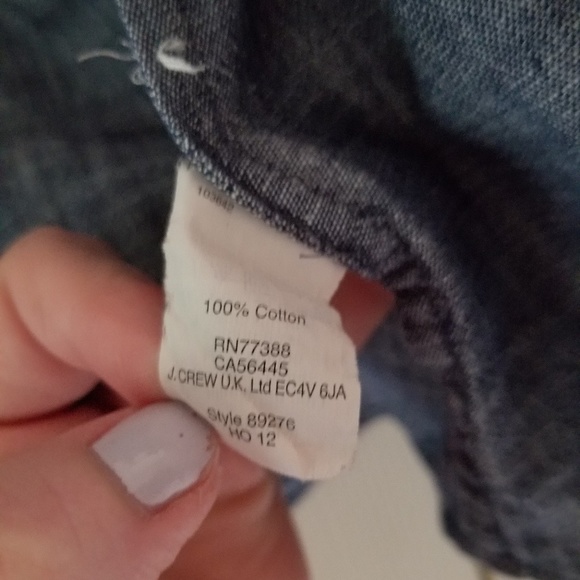 100% Cotton
RN77388
CA56445
J.CREW U.K. Ltd EC4V 6JA
Style 89276
HO 12